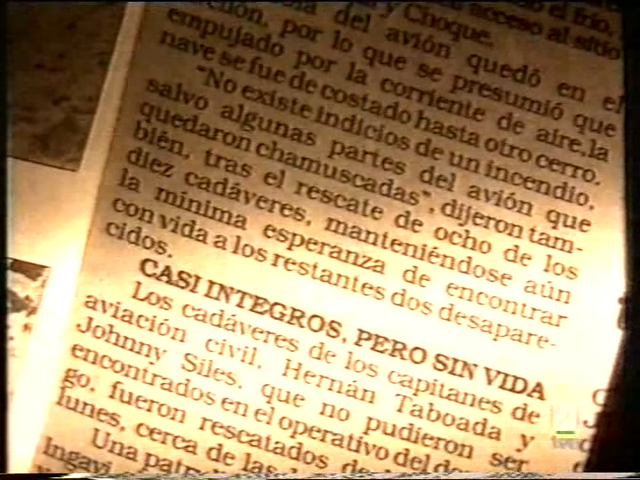 y Choque.
acceso al sitio
del avión quedó en el
por lo que se presumió que
empujado por la corriente de aire, la
nave se fue de costado hasta otro cerro.
"No existe indicios de un incendio,
salvo algunas partes del avión que
quedaron chamuscadas", dijeron tam-
bién, tras el rescate de ocho de los
diez cadáveres, manteniéndose aún
la mínima esperanza de encontrar
con vida a los restantes dos desapare-
cidos.
CASI INTEGROS, PERO SIN VIDA
Los cadáveres de los capitanes de
aviación civil, Hernán Taboada y
Johnny Siles, que no pudieron ser
encontrados en el operativo del
go, fueron rescatados
lunes, cerca de las
Una
Ingavi